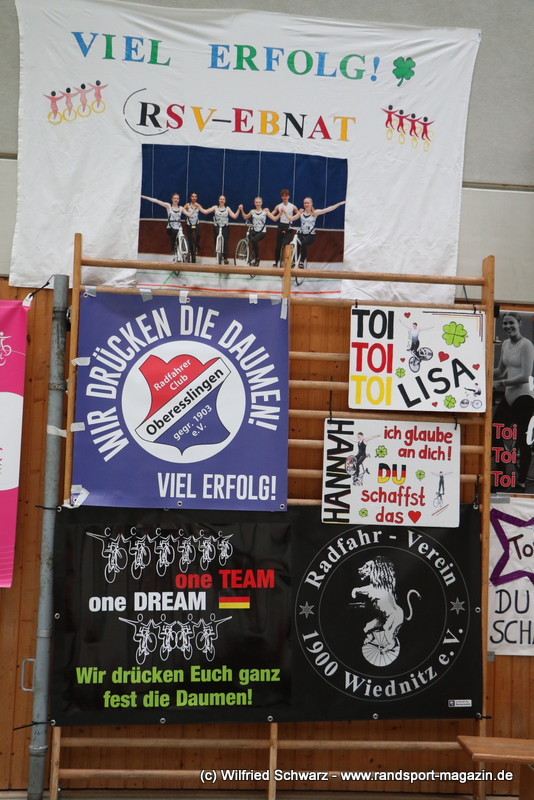 VIEL ERFOLG!
RSV-EBNAT
WIR DRÜCKEN DIE DAUMEN!
Radfahrer
Club
Oberesslingen
gegr. 1903
e.V.
VIEL ERFOLG!
TOI
TOI
TOI
LISA
HANNAH
ich glaube
an dich!
DU
schaffst
das
Toi
Toi
Toi
one TEAM
one DREAM
Wir drücken Euch ganz
fest die Daumen!
Radfahr - Verein
1900 Wiednitz e.V.
DU
SCHA
(c) Wilfried Schwarz - www.randsport-magazin.de